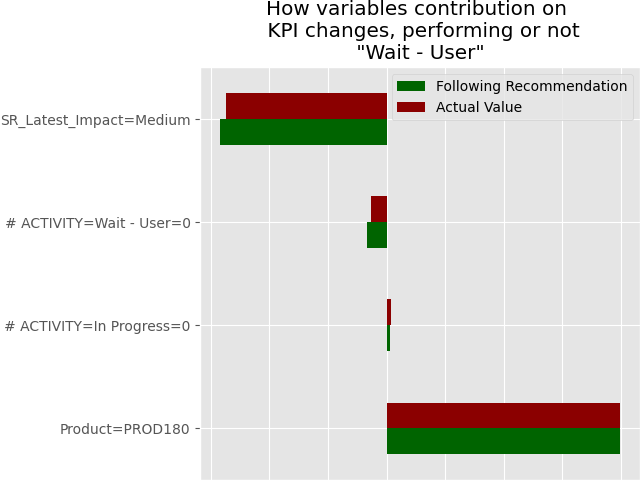 How variables contribution on
KPI changes, performing or not
"Wait - User"
Following Recommendation
Actual Value
SR_Latest_Impact=Medium
# ACTIVITY=Wait - User=0
# ACTIVITY=In Progress=0
Product=PROD180